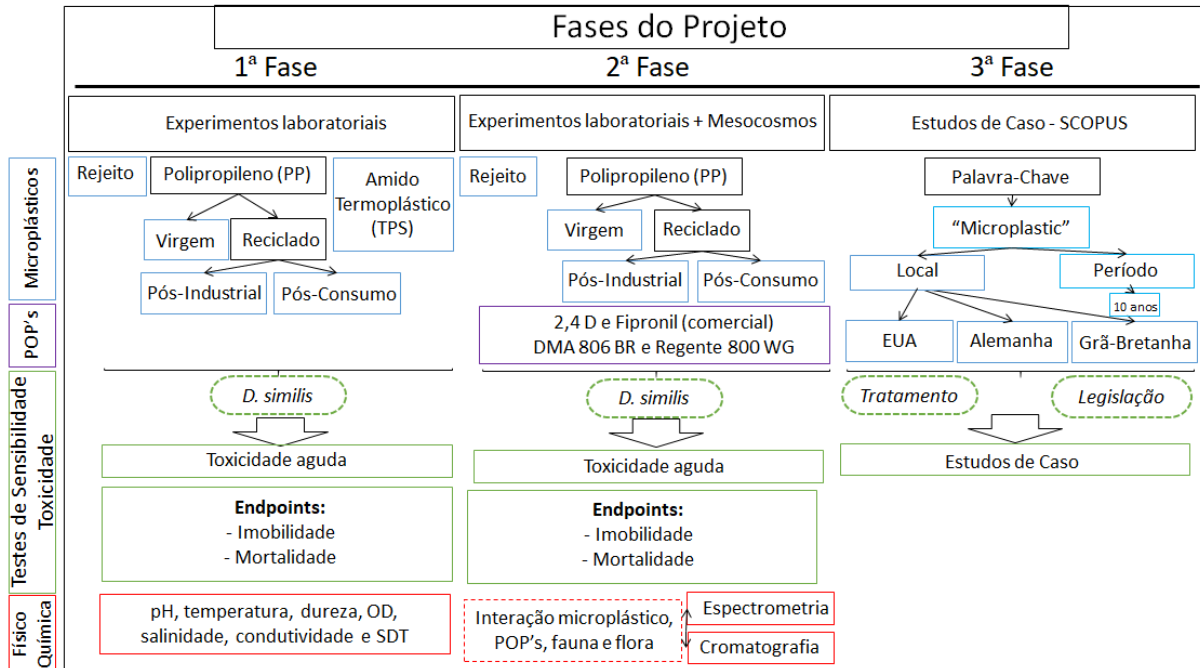 Fases do Projeto
1ª Fase
2ª Fase
3ª Fase
Experimentos laboratoriais
Experimentos laboratoriais + Mesocosmos
Estudos de Caso - SCOPUS
Microplásticos
Rejeito
Polipropileno (PP)
Amido
Termoplástico
(TPS)
Virgem
Reciclado
Pós-Industrial
Pós-Consumo
Rejeito
Polipropileno (PP)
Virgem
Reciclado
Pós-Industrial
Pós-Consumo
Palavra-Chave
“Microplastic”
Local
Período
10 anos
EUA
Alemanha
Grã-Bretanha
POP’s
2,4 D e Fipronil (comercial)
DMA 806 BR e Regente 800 WG
Testes de Sensibilidade
Toxicidade
D. similis
Toxicidade aguda
Endpoints:
- Imobilidade
- Mortalidade
D. similis
Toxicidade aguda
Endpoints:
- Imobilidade
- Mortalidade
Tratamento
Legislação
Estudos de Caso
Físico
Química
pH, temperatura, dureza, OD,
salinidade, condutividade e SDT
Interação microplástico,
POP’s, fauna e flora
Espectrometria
Cromatografia